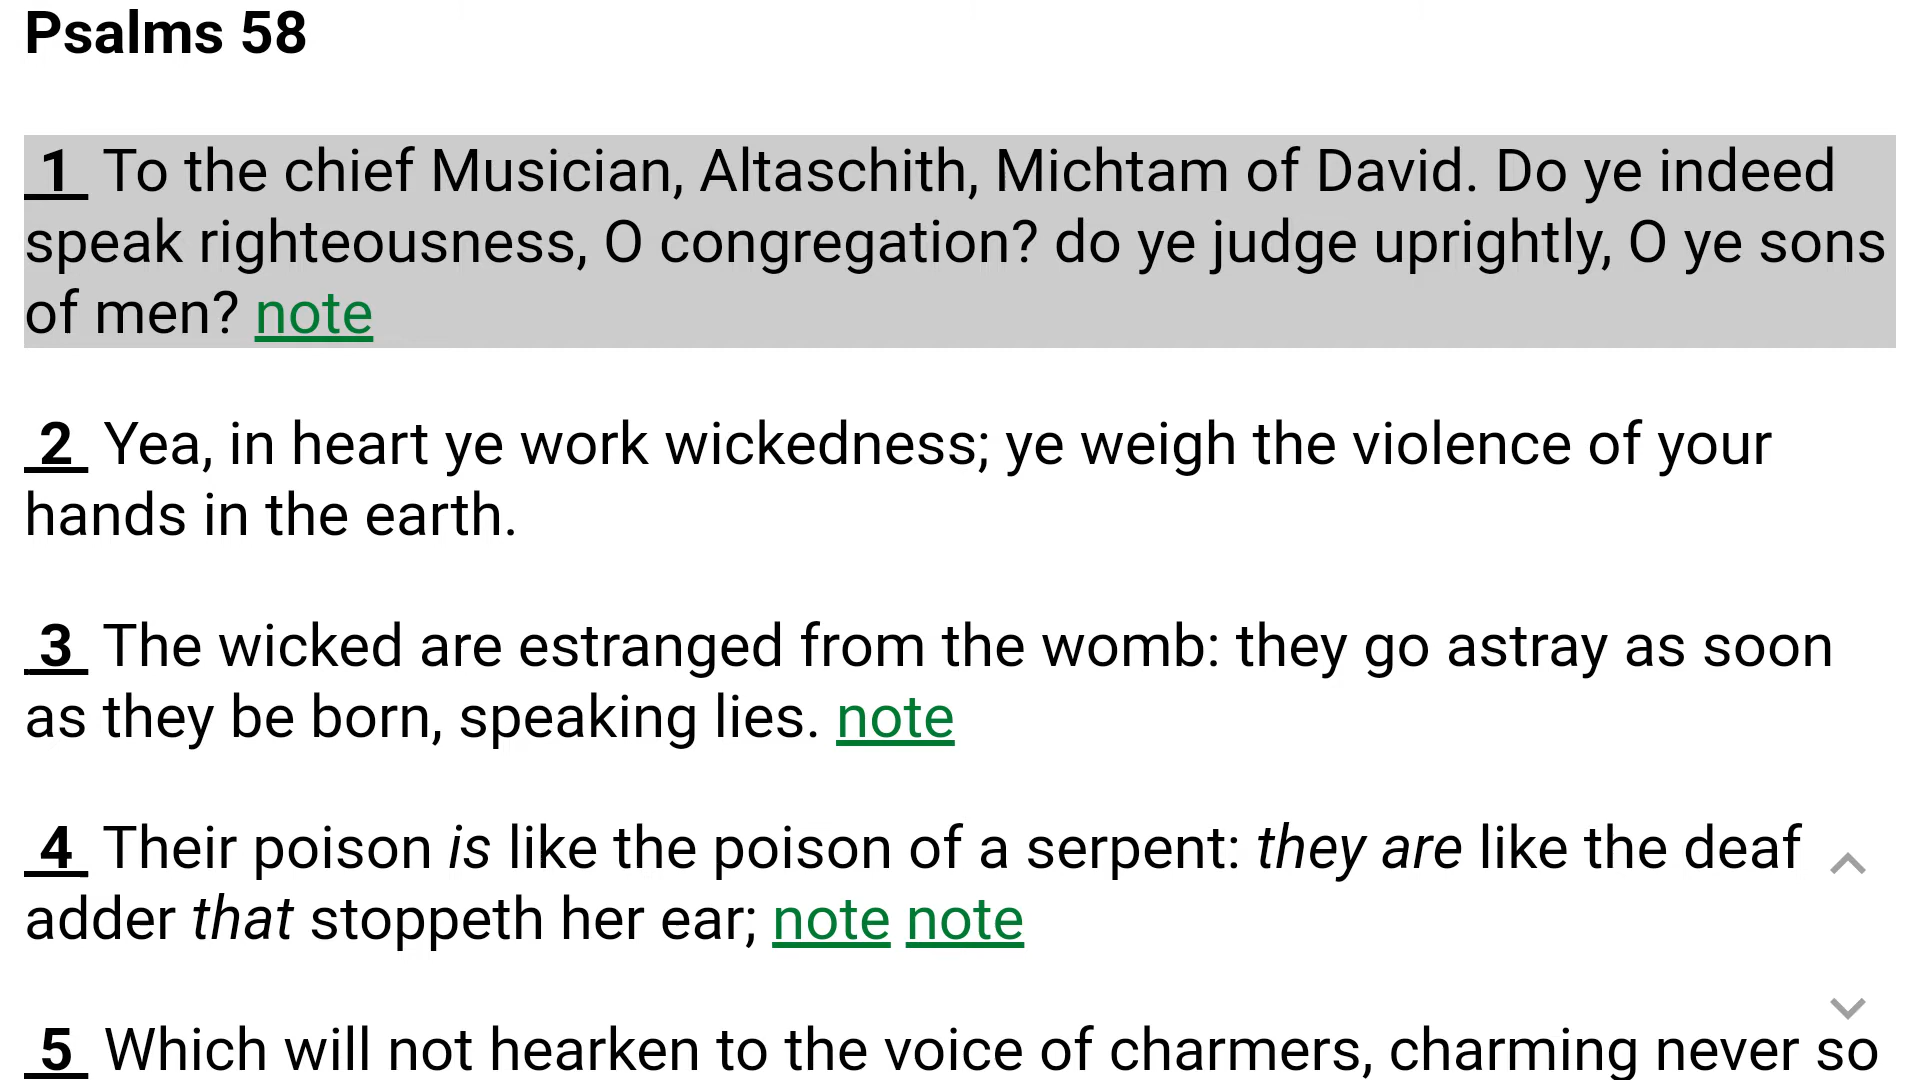 Psalms 58
1 To the chief Musician, Altaschith, Michtam of David. Do ye indeed
speak righteousness, O congregation? do ye judge uprightly, O ye sons
of men? note
2 Yea, in heart ye work wickedness; ye weigh the violence of your
hands in the earth.
3 The wicked are estranged from the womb: they go astray as soon
as they be born, speaking lies. note
4 Their poison is like the poison of a serpent: they are like the deaf
adder that stoppeth her ear; note note
5 Which will not hearken to the voice of charmers, charming never so